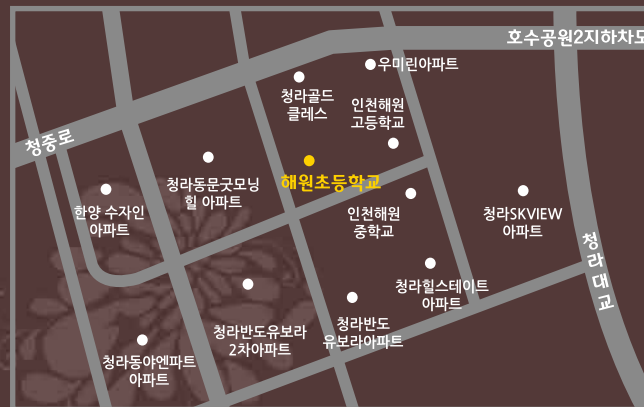 호수공원2지하차도
우미린아파트
청라골드
클레스
인천해원
고등학교
청중로
해원초등학교
청라동문굿모닝
힐 아파트
한양 수자인
아파트
인천해원
중학교
청라SKVIEW
아파트
청라대교
청라힐스테이트
아파트
청라반도유보라
2차아파트
청라반도
유보라아파트
청라동야엔파트
아파트